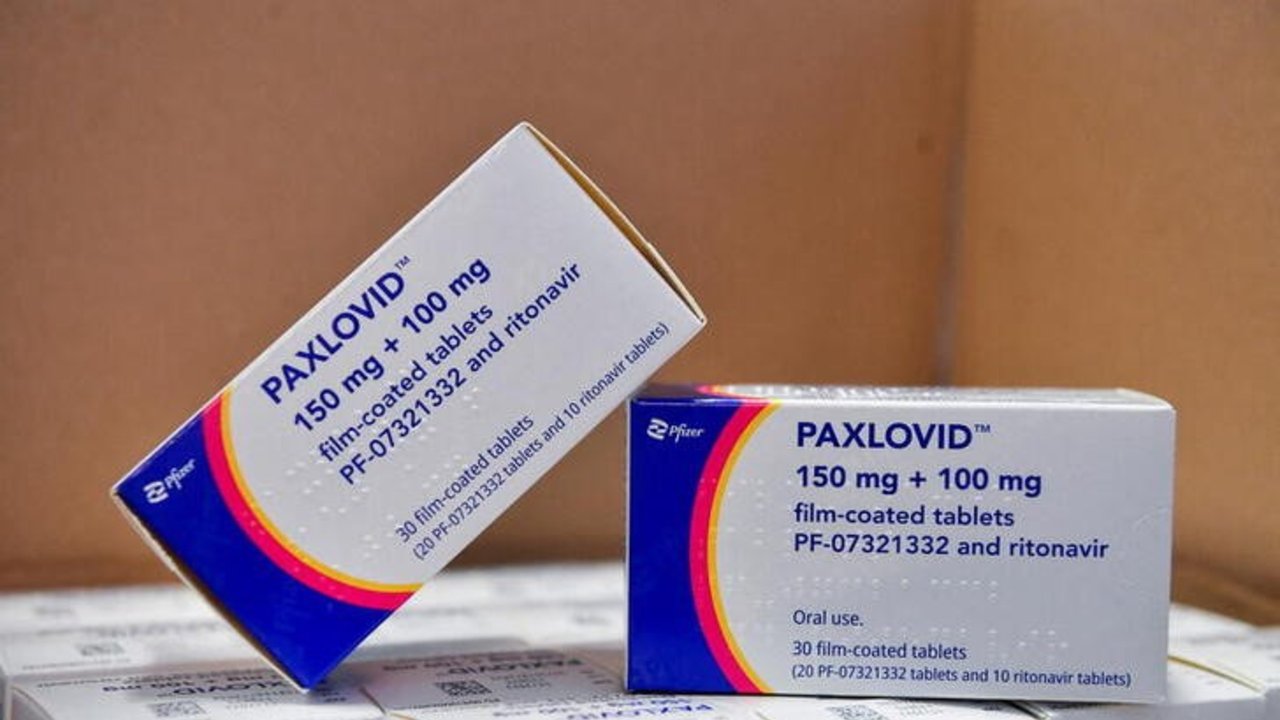 PAXLOVID™
150 mg + 100 mg
film-coated tablets
PF-07321332 and ritonavir
30 film-coated tablets
(20 PF-07321332 tablets and 10 ritonavir tablets)
Pfizer
Pfizer
PAXLOVID™
150 mg + 100 mg
film-coated tablets
PF-07321332 and ritonavir
Oral use.
30 film-coated tablets
(20 PF-07321332 tablets and 10 ritonavir tablets)
PAXLOVID
PAXLOVID